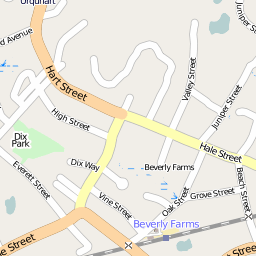 Urquhart
d Avenue
Hart Street
Valley Street
Juniper Street
Juniper Street
High Street
Dix
Park
Hale Street
Dix Way
Beverly Farms
Everett Street
Beach Street
Grove Street
Vine Street
Oak Street
Beverly Farms
e Street